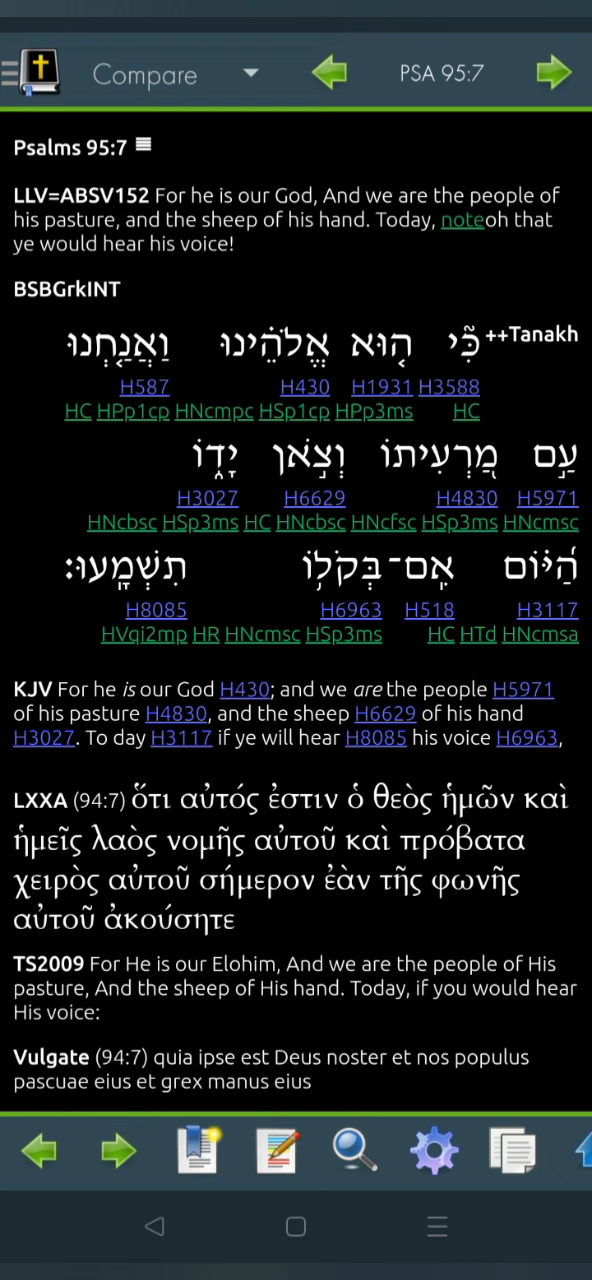 Compare PSA 95:7
Psalms 95:7
LLV=ABSV152 For he is our God, And we are the people of
his pasture, and the sheep of his hand. Today, noteoh that
ye would hear his voice!
BSBGrkINT
++Tanakh כִּ֘י ה֤וּא אֱלֹהֵ֗ינוּ וַאֲנַ֤חְנוּ
H587 H430 H1931 H3588
HC HPp1cp HNcmpc HSp1cp HPp3ms HC
עַ֣ם מַ֭רְעִיתוֹ וְצֹ֣אן יָד֑וֹ
H3027 H6629 H4830 H5971
HNcbsc HSp3ms HC HNcbsc HNcfsc HSp3ms HNcmsc
הַ֝יּ֗וֹם אִֽם־בְּקֹל֥וֹ תִשְׁמָֽעוּ׃
H8085 H6963 H518 H3117
HVqi2mp HR HNcmsc HSp3ms HC HTd HNcmsa
KJV For he is our God H430; and we are the people H5971
of his pasture H4830, and the sheep H6629 of his hand
H3027. To day H3117 if ye will hear H8085 his voice H6963,
LXXA (94:7) ὅτι αὐτός ἐστιν ὁ θεὸς ἡμῶν καὶ
ἡμεῖς λαὸς νομῆς αὐτοῦ καὶ πρόβατα
χειρὸς αὐτοῦ σήμερον ἐὰν τῆς φωνῆς
αὐτοῦ ἀκούσητε
TS2009 For He is our Elohim, And we are the people of His
pasture, And the sheep of His hand. Today, if you would hear
His voice:
Vulgate (94:7) quia ipse est Deus noster et nos populus
pascuae eius et grex manus eius